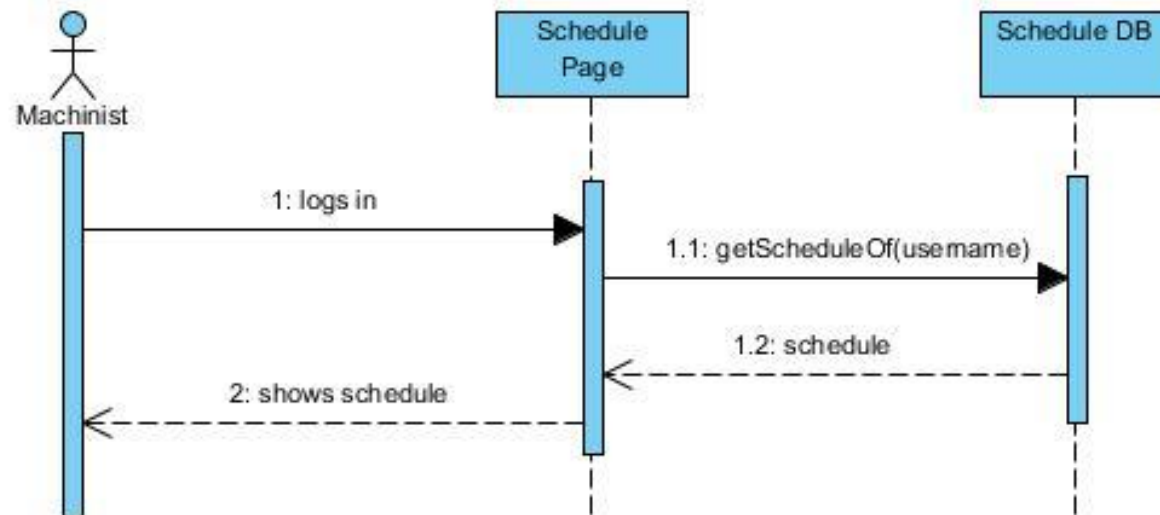 Schedule
Page
Schedule DB
Machinist
1: logs in
1.1: getScheduleOf(username)
1.2: schedule
2: shows schedule